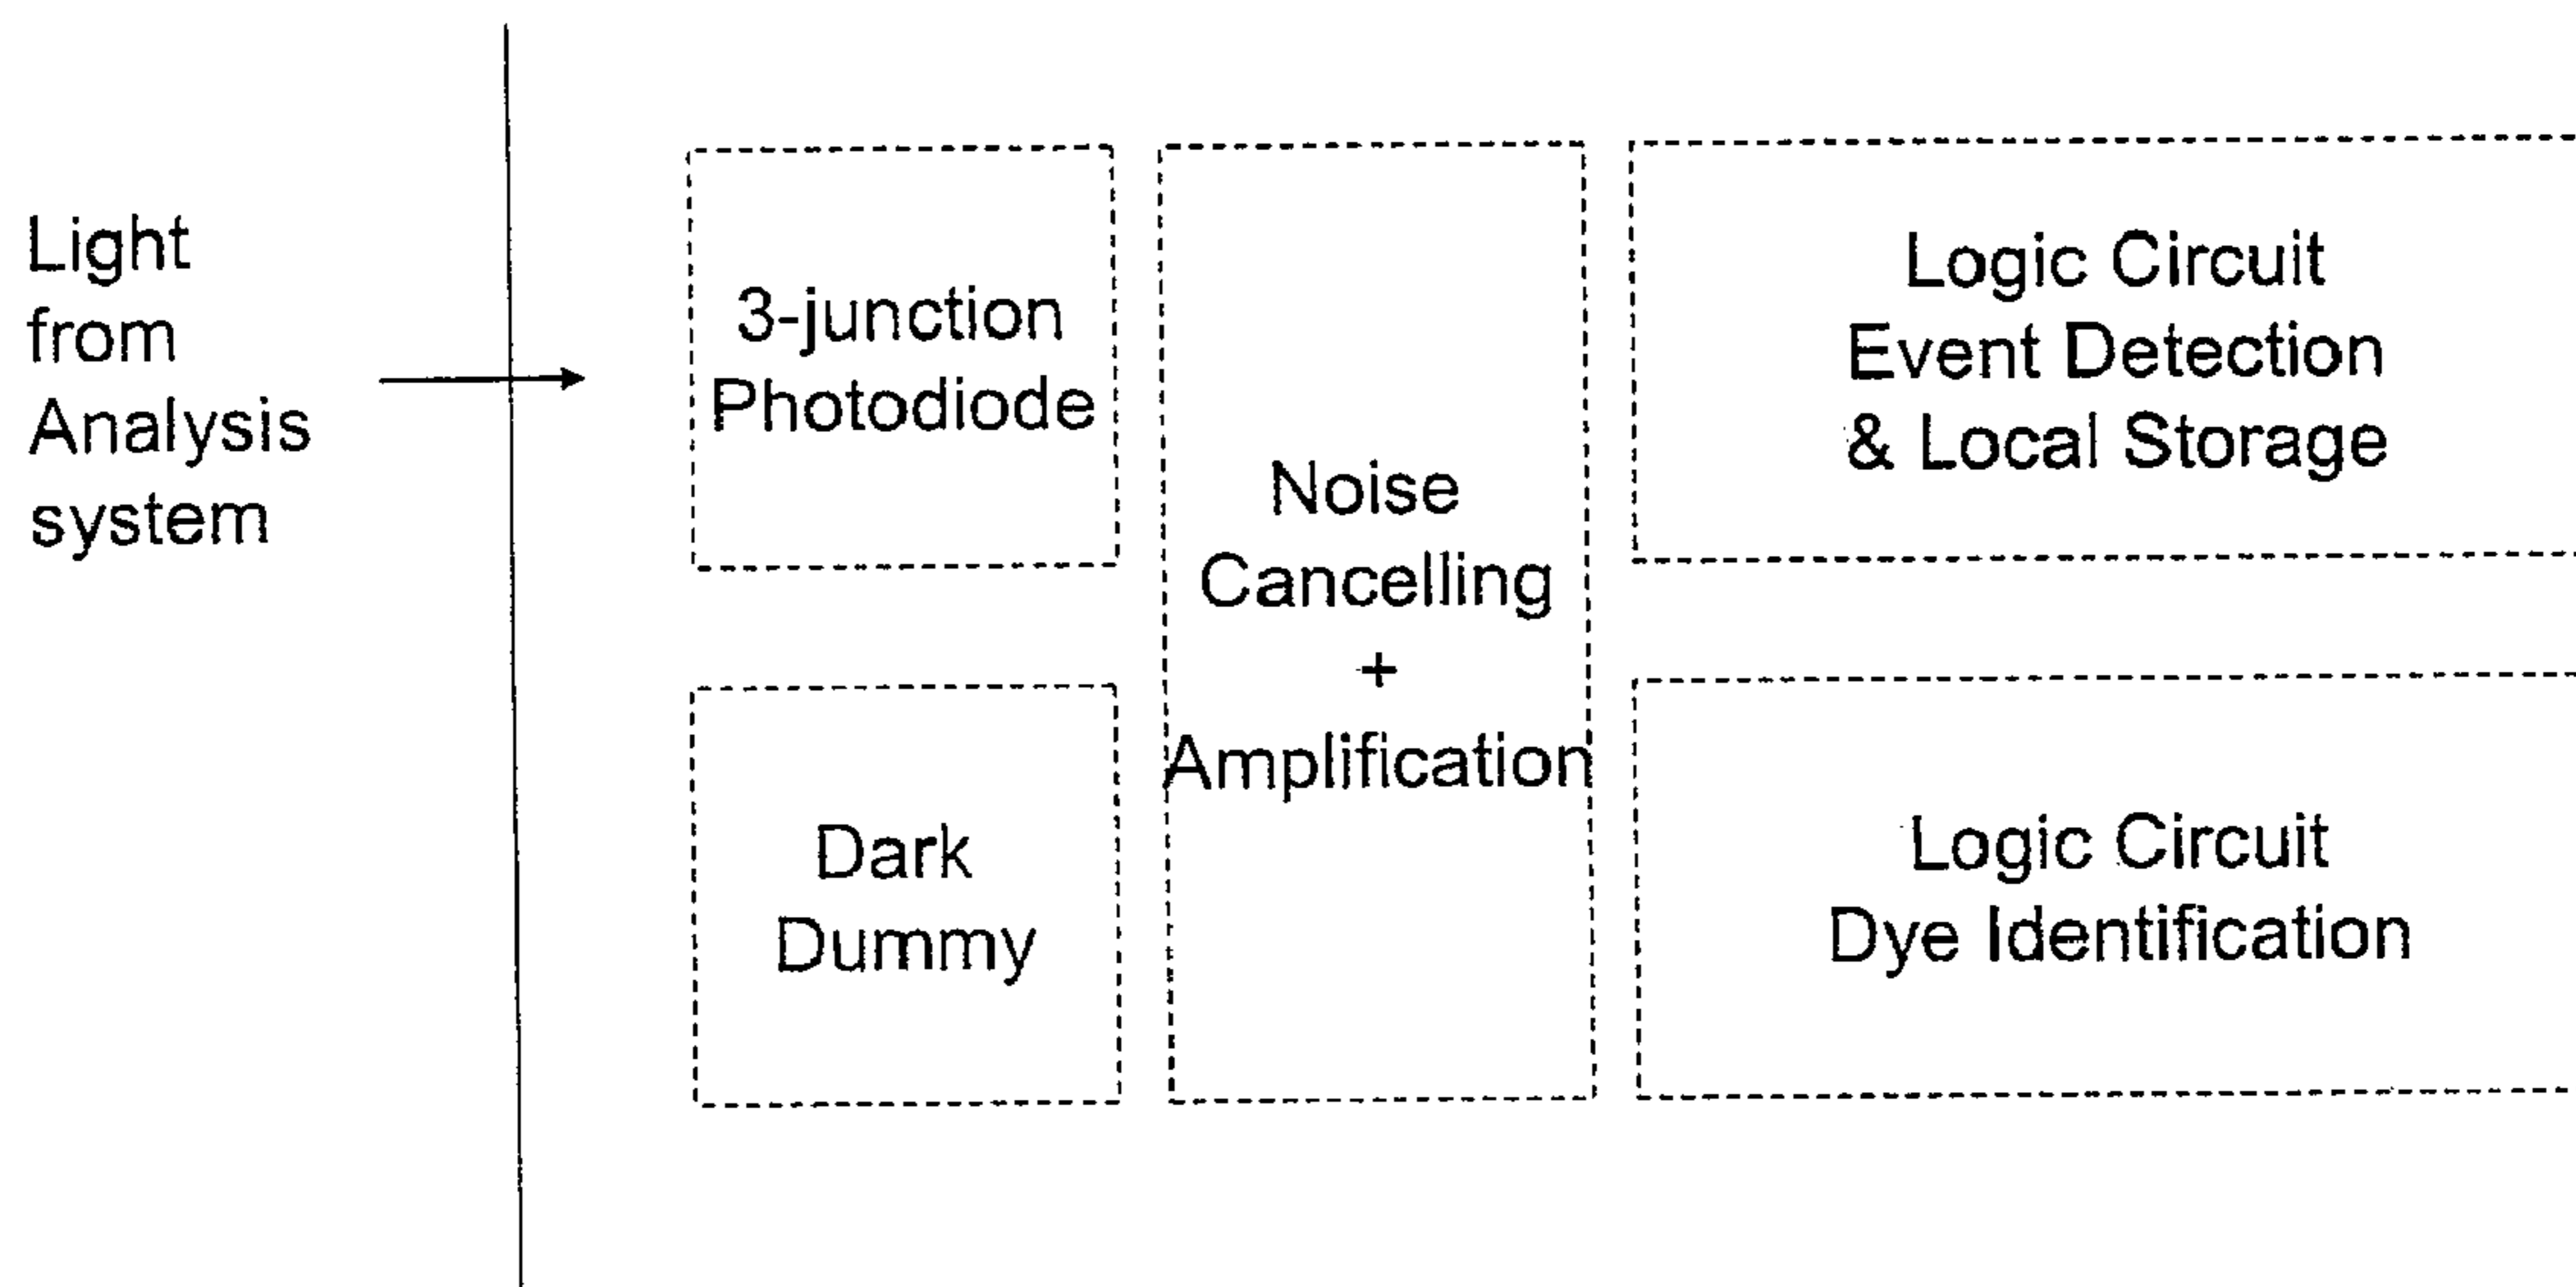 Light
from
Analysis
system
3-junction
Photodiode
Dark
Dummy
Noise
Cancelling
+
Amplification
Logic Circuit
Event Detection
& Local Storage
Logic Circuit
Dye Identification